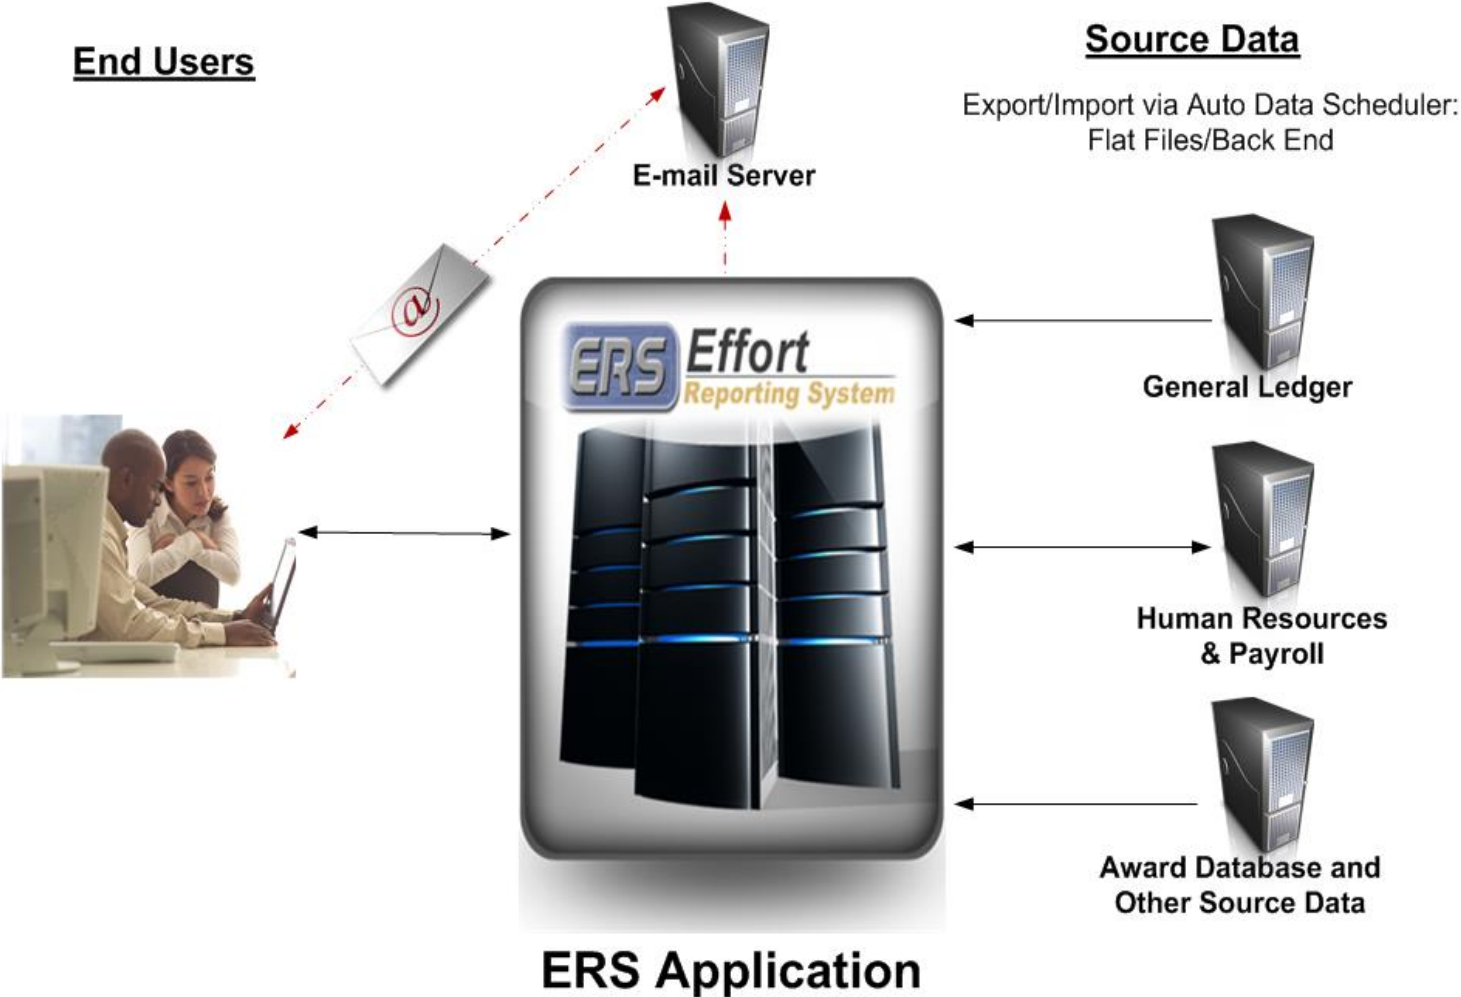 End Users
Source Data
Export/Import via Auto Data Scheduler:
Flat Files/Back End
E-mail Server
@
ERS Effort
Reporting System
General Ledger
Human Resources
& Payroll
Award Database and
Other Source Data
ERS Application